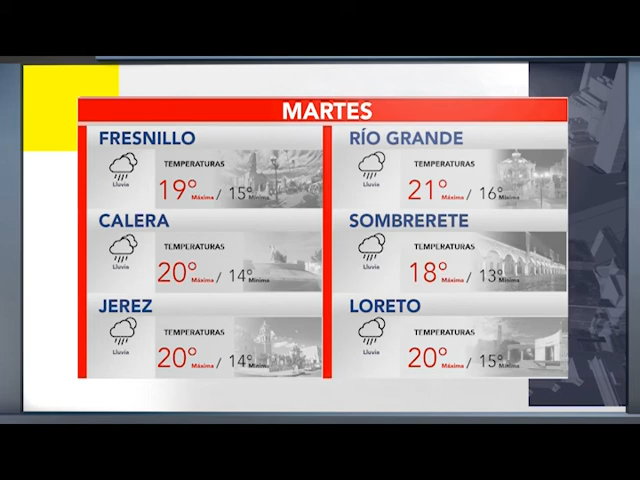 MARTES
FRESNILLO
Lluvia
TEMPERATURAS
19° Máxima / 15° Mínima
CALERA
Lluvia
TEMPERATURAS
20° Máxima / 14° Mínima
JEREZ
Lluvia
TEMPERATURAS
20° Máxima / 14° Mínima
RÍO GRANDE
Lluvia
TEMPERATURAS
21° Máxima / 16° Mínima
SOMBRERETE
Lluvia
TEMPERATURAS
18° Máxima / 13° Mínima
LORETO
Lluvia
TEMPERATURAS
20° Máxima / 15° Mínima